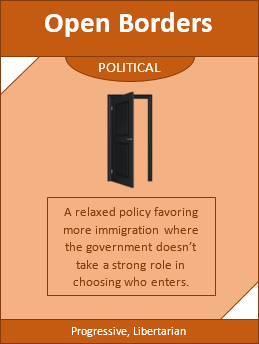 Open Borders
POLITICAL
A relaxed policy favoring
more immigration where
the government doesn't
take a strong role in
choosing who enters.
Progressive, Libertarian